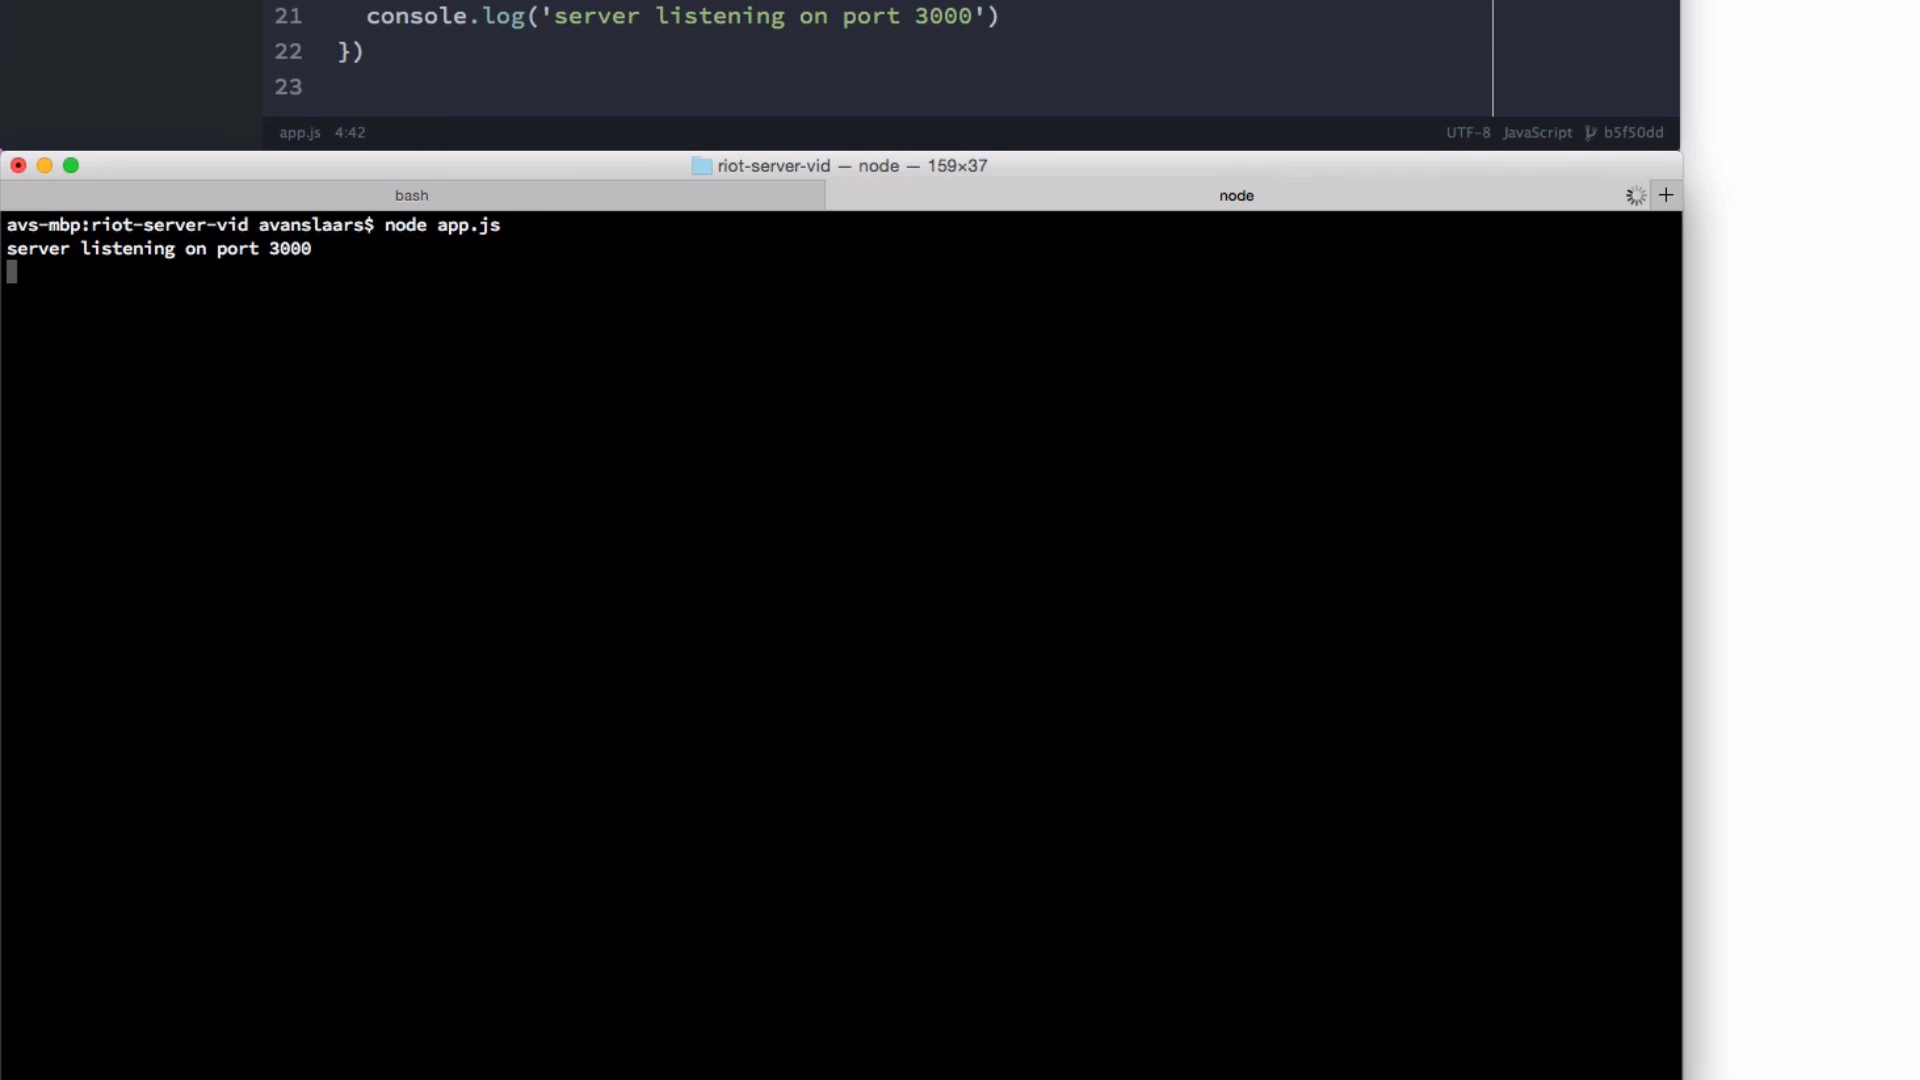 21 console.log('server listening on port 3000')
22 })
23
app.js 4:42 UTF-8 JavaScript b5f50dd
riot-server-vid — node — 159×37
bash node +
avs-mbp:riot-server-vid avanslaars$ node app.js
server listening on port 3000